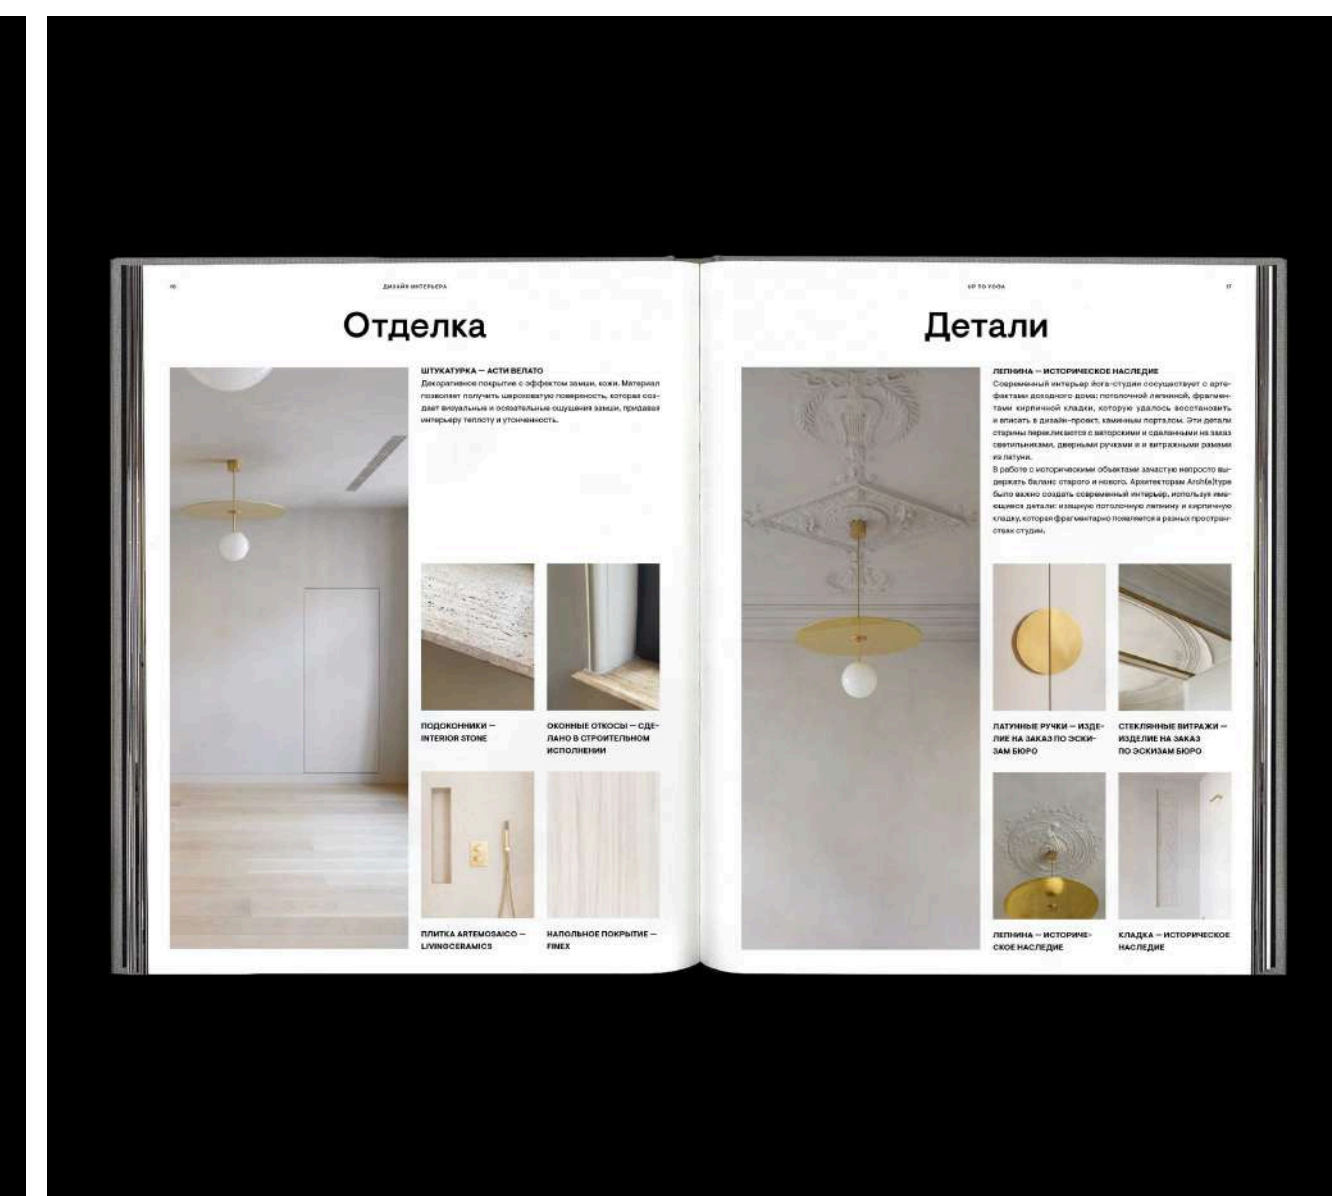 16
ДИЗАЙН ИНТЕРЬЕРА
Отделка
ШТУКАТУРКА — АСТИ ВЕЛАТО
Декоративное покрытие с эффектом замши, кожи. Материал
позволяет получить шероховатую поверхность, которая соз-
дает визуальные и осязательные ощущения замши, придавая
интерьеру теплоту и утонченность.
ПОДОКОННИКИ —
INTERIOR STONE
ОКОННЫЕ ОТКОСЫ — СДЕ-
ЛАНО В СТРОИТЕЛЬНОМ
ИСПОЛНЕНИИ
ПЛИТКА ARTEMOSAICO —
LIVINGCERAMICS
НАПОЛЬНОЕ ПОКРЫТИЕ —
FINEX
UP TO YOGA
17
Детали
ЛЕПНИНА — ИСТОРИЧЕСКОЕ НАСЛЕДИЕ
Современный интерьер йога-студии сосуществует с арте-
фактами доходного дома: потолочной лепниной, фрагмен-
тами кирпичной кладки, которую удалось восстановить
и вписать в дизайн-проект, каминным порталом. Эти детали
старины перекликаются с авторскими и сделанными на заказ
светильниками, дверными ручками и и витражными рамами
из латуни.
В работе с историческими объектами зачастую непросто вы-
держать баланс старого и нового. Архитекторам Arch(e)type
было важно создать современный интерьер, используя име-
ющиеся детали: изящную потолочную лепнину и кирпичную
кладку, которая фрагментарно появляется в разных простран-
ствах студии.
ЛАТУННЫЕ РУЧКИ — ИЗДЕ-
ЛИЕ НА ЗАКАЗ ПО ЭСКИ-
ЗАМ БЮРО
СТЕКЛЯННЫЕ ВИТРАЖИ —
ИЗДЕЛИЕ НА ЗАКАЗ
ПО ЭСКИЗАМ БЮРО
ЛЕПНИНА — ИСТОРИЧЕ-
СКОЕ НАСЛЕДИЕ
КЛАДКА — ИСТОРИЧЕСКОЕ
НАСЛЕДИЕ